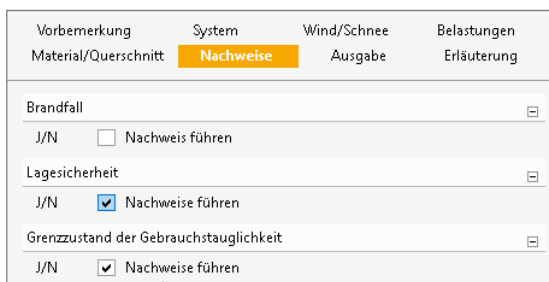 Vorbemerkung System Wind/Schnee Belastungen
Material/Querschnitt Nachweise Ausgabe Erläuterung
Brandfall
J/N Nachweis führen
Lagesicherheit
J/N Nachweise führen
Grenzzustand der Gebrauchstauglichkeit
J/N Nachweise führen